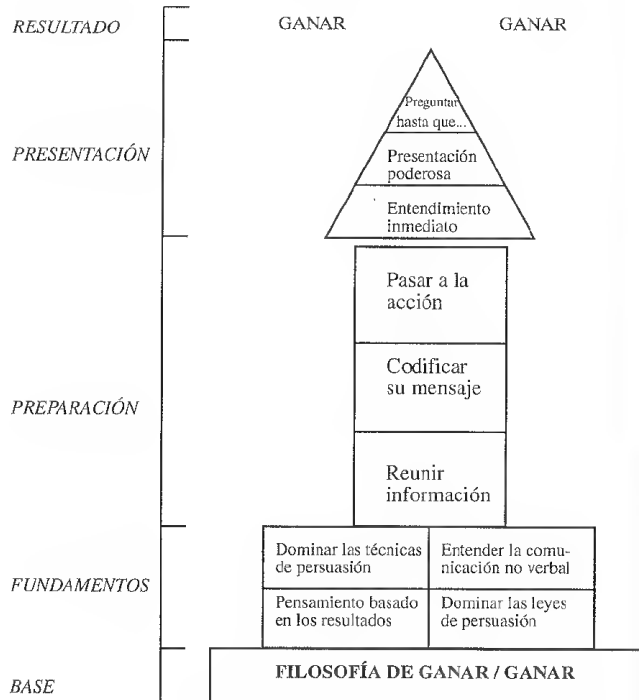 RESULTADO
GANAR GANAR
Preguntar
hasta que...
PRESENTACIÓN
Presentación
poderosa
Entendimiento
inmediato
Pasar a la
acción
Codificar
su mensaje
PREPARACIÓN
Reunir
información
Dominar las técnicas
de persuasión
Entender la comu-
nicación no verbal
FUNDAMENTOS
Pensamiento basado
en los resultados
Dominar las leyes
de persuasión
FILOSOFÍA DE GANAR / GANAR
BASE